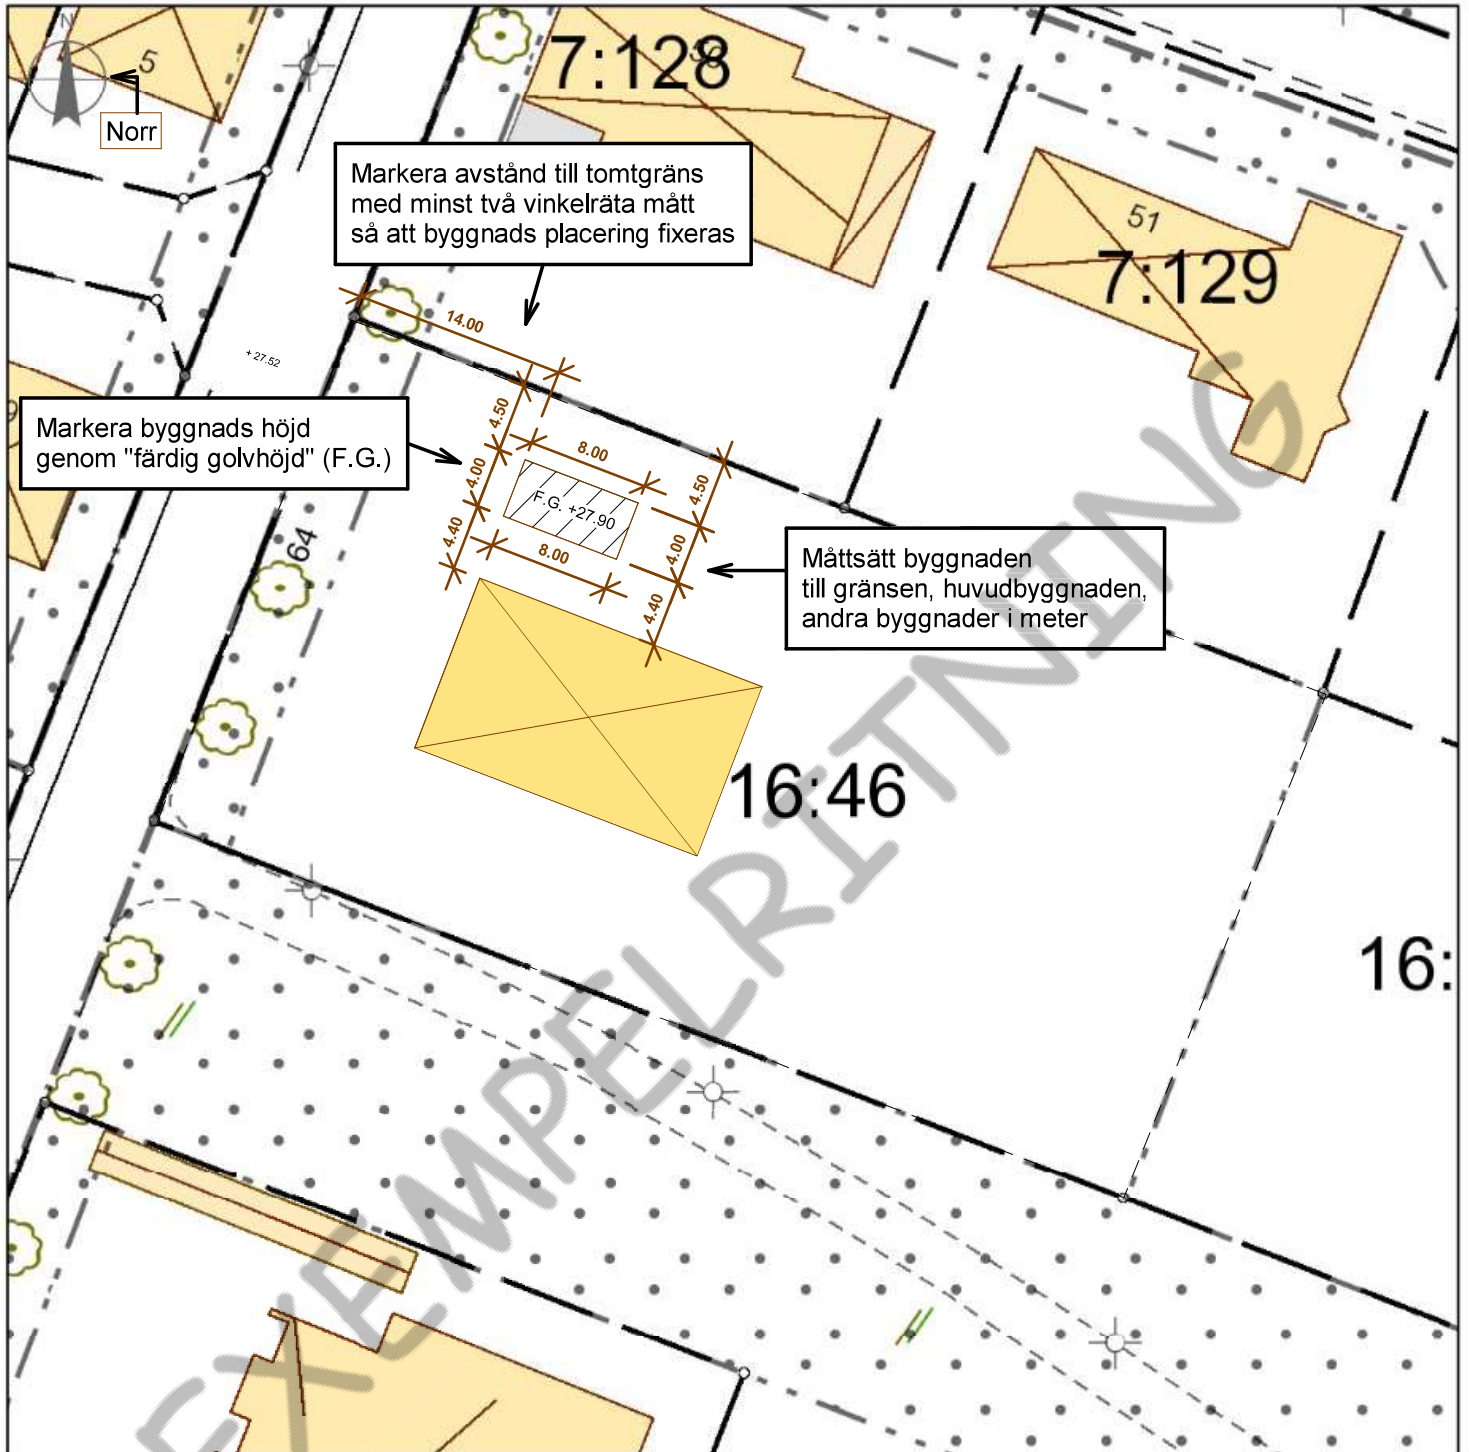 N
5
Norr
7:128
Markera avstånd till tomtgräns
med minst två vinkelräta mått
så att byggnads placering fixeras
51
7:129
14.00
+ 27.52
Markera byggnads höjd
genom "färdig golvhöjd" (F.G.)
4.50
8.00
4.00
4.50
F.G. +27.90
4.40
8.00
4.00
64
4.40
Måttsätt byggnaden
till gränsen, huvudbyggnaden,
andra byggnader i meter
16:46
16:
EXEMPELRITNING